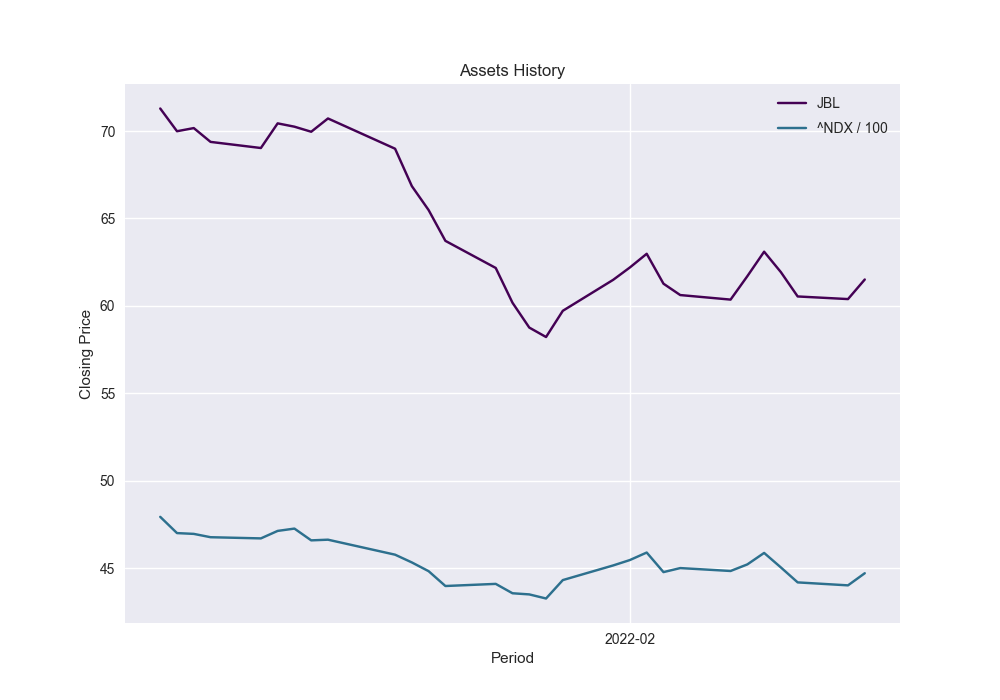 Assets History
JBL
^NDX / 100
70
65
60
55
50
45
Closing Price
2022-02
Period